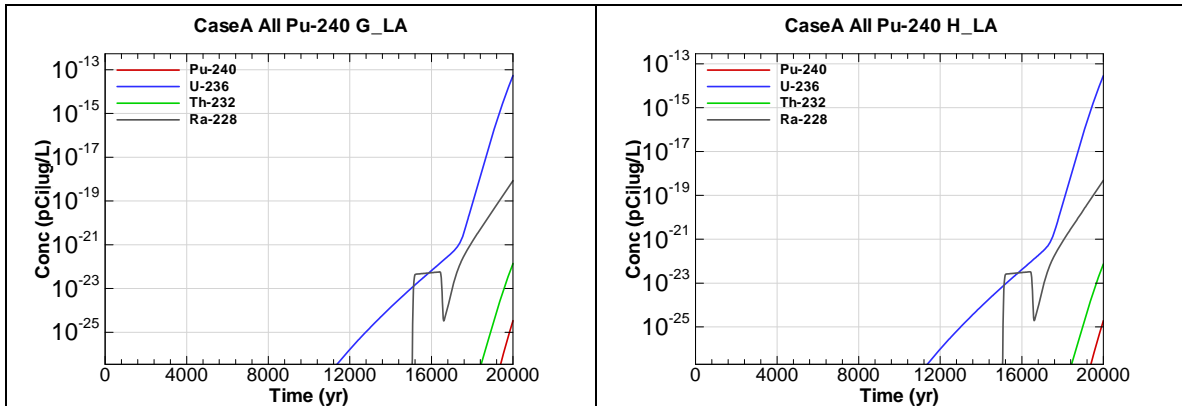 CaseA All Pu-240 G_LA
10-13
Pu-240
U-236
10-15
Th-232
Ra-228
10-17
10-19
10-21
10-23
10-25
Conc (pCi|ug/L)
0 4000 8000 12000 16000 20000
Time (yr)
CaseA All Pu-240 H_LA
10-13
Pu-240
U-236
10-15
Th-232
Ra-228
10-17
10-19
10-21
10-23
10-25
Conc (pCi|ug/L)
0 4000 8000 12000 16000 20000
Time (yr)